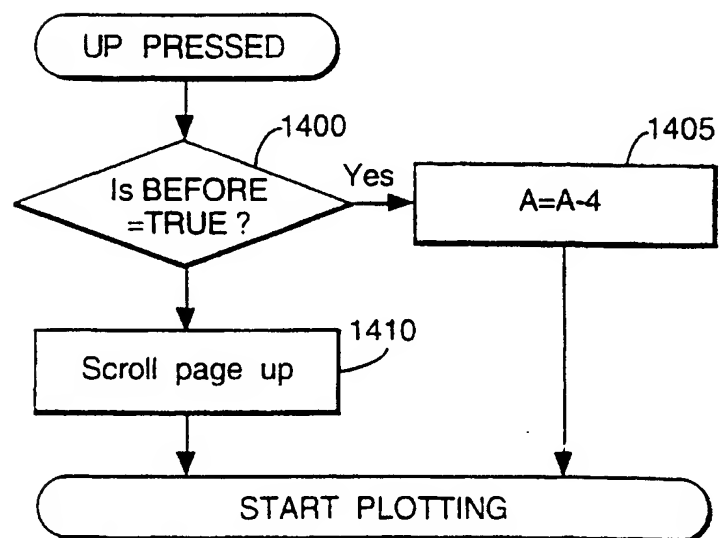 UP PRESSED
1400
Is BEFORE
=TRUE ?
Yes
1405
A=A-4
1410
Scroll page up
START PLOTTING